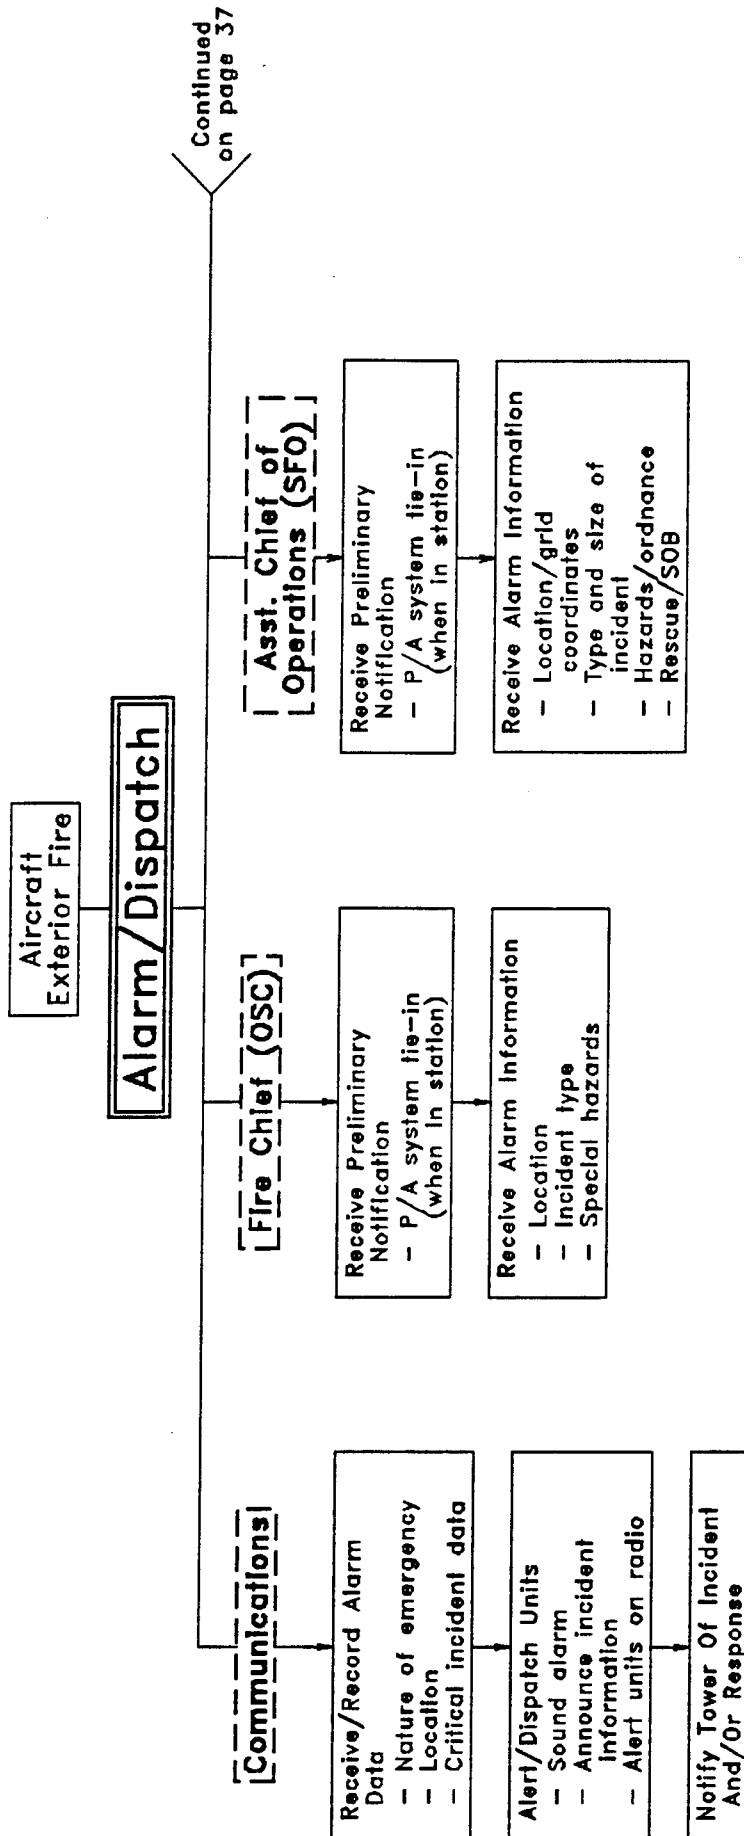 Aircraft
Exterior Fire
Alarm/Dispatch
Continued
on page 37
Communications
Receive/Record Alarm
Data
- Nature of emergency
- Location
- Critical incident data
Alert/Dispatch Units
- Sound alarm
- Announce incident
Information
- Alert units on radio
Notify Tower Of Incident
And/Or Response
Fire Chief (OSC)
Receive Preliminary
Notification
- P/A system tie-in
(when in station)
Receive Alarm Information
- Location
- Incident type
- Special hazards
Asst. Chief of
Operations (SFO)
Receive Preliminary
Notification
- P/A system tie-in
(when in station)
Receive Alarm Information
- Location/grid
coordinates
- Type and size of
incident
- Hazards/ordnance
- Rescue/SOB